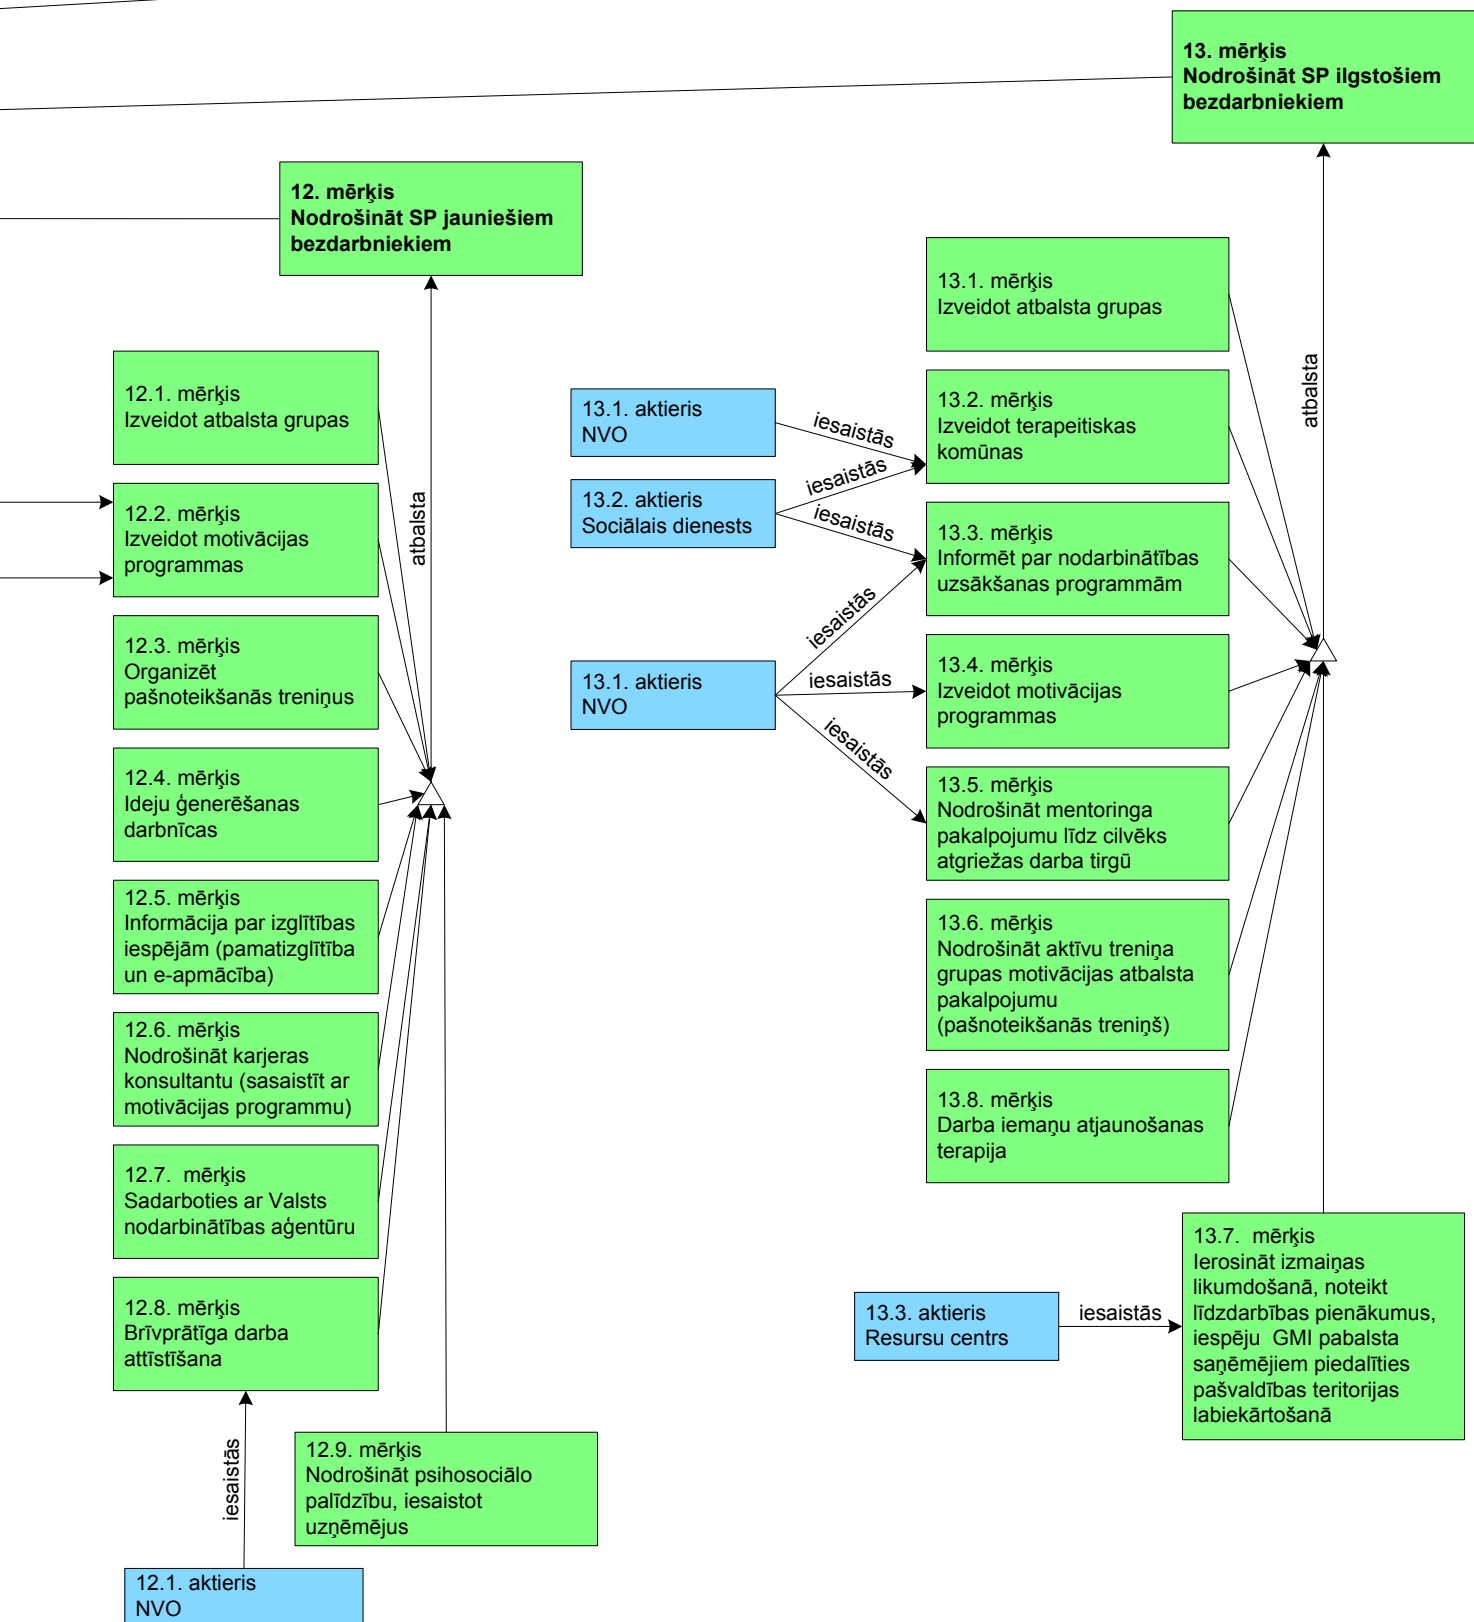 13. mērķis
Nodrošināt SP ilgstošiem
bezdarbniekiem
12. mērķis
Nodrošināt SP jauniešiem
bezdarbniekiem
atbalsta
12.1. mērķis
Izveidot atbalsta grupas
12.2. mērķis
Izveidot motivācijas
programmas
12.3. mērķis
Organizēt
pašnoteikšanās treniņus
12.4. mērķis
Ideju ģenerēšanas
darbnīcas
12.5. mērķis
Informācija par izglītības
iespējām (pamatizglītība
un e-apmācība)
12.6. mērķis
Nodrošināt karjeras
konsultantu (sasaistīt ar
motivācijas programmu)
12.7.  mērķis
Sadarboties ar Valsts
nodarbinātības aģentūru
12.8. mērķis
Brīvprātīga darba
attīstīšana
iesaistās
12.9. mērķis
Nodrošināt psihosociālo
palīdzību, iesaistot
uzņēmējus
12.1. aktieris
NVO
13.1. aktieris
NVO
iesaistās
13.2. aktieris
Sociālais dienests
iesaistās
iesaistās
13.1. aktieris
NVO
iesaistās
iesaistās
iesaistās
13.1. mērķis
Izveidot atbalsta grupas
13.2. mērķis
Izveidot terapeitiskas
komūnas
13.3. mērķis
Informēt par nodarbinātības
uzsākšanas programmām
13.4. mērķis
Izveidot motivācijas
programmas
13.5. mērķis
Nodrošināt mentoringa
pakalpojumu līdz cilvēks
atgriežas darba tirgū
13.6. mērķis
Nodrošināt aktīvu treniņa
grupas motivācijas atbalsta
pakalpojumu
(pašnoteikšanās treniņš)
13.8. mērķis
Darba iemaņu atjaunošanas
terapija
atbalsta
13.3. aktieris
Resursu centrs
iesaistās
13.7.  mērķis
Ierosināt izmaiņas
likumdošanā, noteikt
līdzdarbības pienākumus,
iespēju  GMI pabalsta
saņēmējiem piedalīties
pašvaldības teritorijas
labiekārtošanā